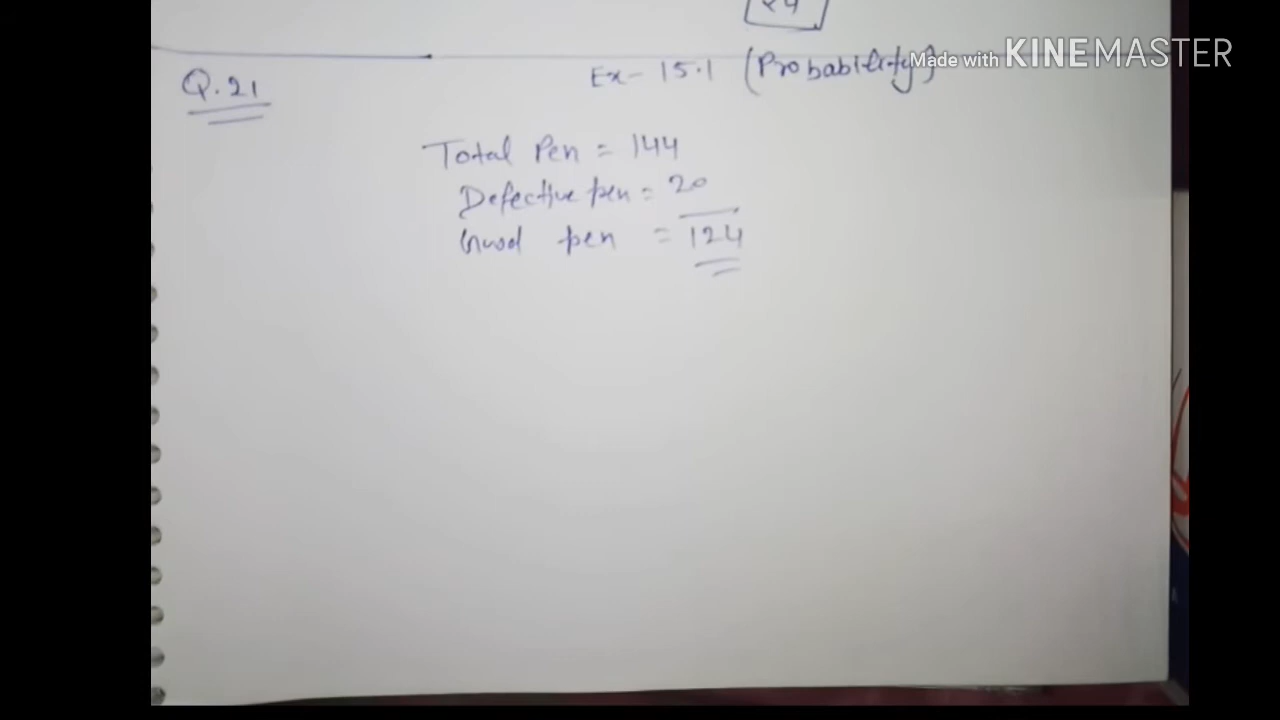 Made with KINEMASTER
Q.21
Ex- 15.1 (Probability)
Total Pen = 144
Defective pen = 20
Good pen = 124